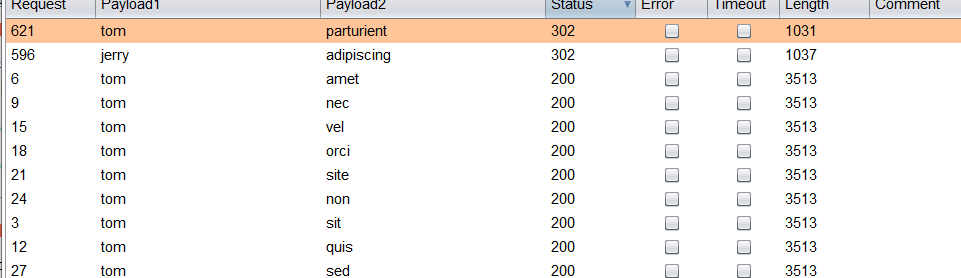 Request Payload1 Payload2 Status Error Timeout Length Comment
621 tom parturient 302 1031
596 jerry adipiscing 302 1037
6 tom amet 200 3513
9 tom nec 200 3513
15 tom vel 200 3513
18 tom orci 200 3513
21 tom site 200 3513
24 tom non 200 3513
3 tom sit 200 3513
12 tom quis 200 3513
27 tom sed 200 3513